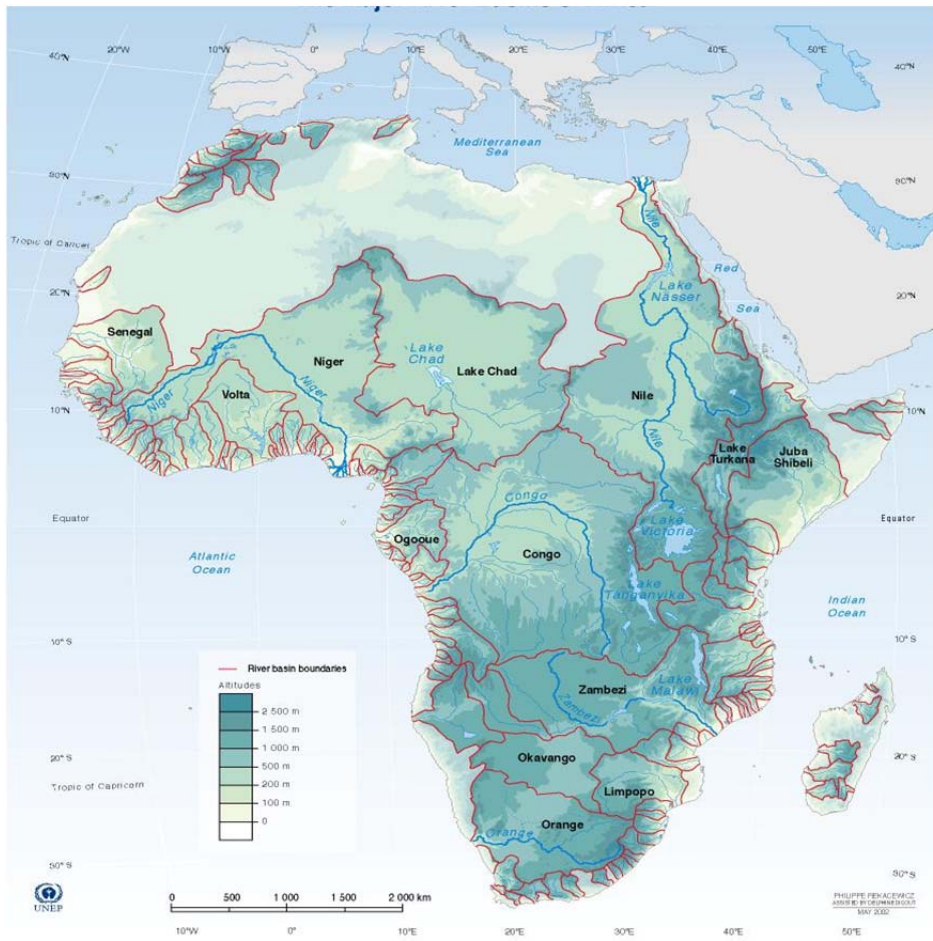 20°W
10°W
0°
10°E
20°E
30°E
40°E
50°E
40°N
40°N
Mediterranean
Sea
30°N
Tropic of Cancer
Nile
Red
Sea
Lake
Nasser
20°N
20°N
Senegal
Niger
Lake
Chad
Lake Chad
Niger
Niger
Volta
Nile
Nile
10°N
10°N
Lake
Turkana
Juba
Shibeli
Equator
Equator
Congo
Lake
Victoria
Ogooue
Congo
Atlantic
Ocean
Lake
Tanganyika
Indian
Ocean
10° S
10° S
River basin boundaries
Altitudes
2 500 m
1 500 m
1 000 m
500 m
200 m
100 m
0
Zambezi
Zambezi
Lake
Malawi
Okavango
20° S
20° S
Tropic of Capricorn
Limpopo
Orange
Orange
30° S
30° S
UNEP
0 500 1 000 1 500 2 000 km
PHILIPPE REKACEWICZ
MAY 2002
10°W
0°
10°E
20°E
30°E
40°E